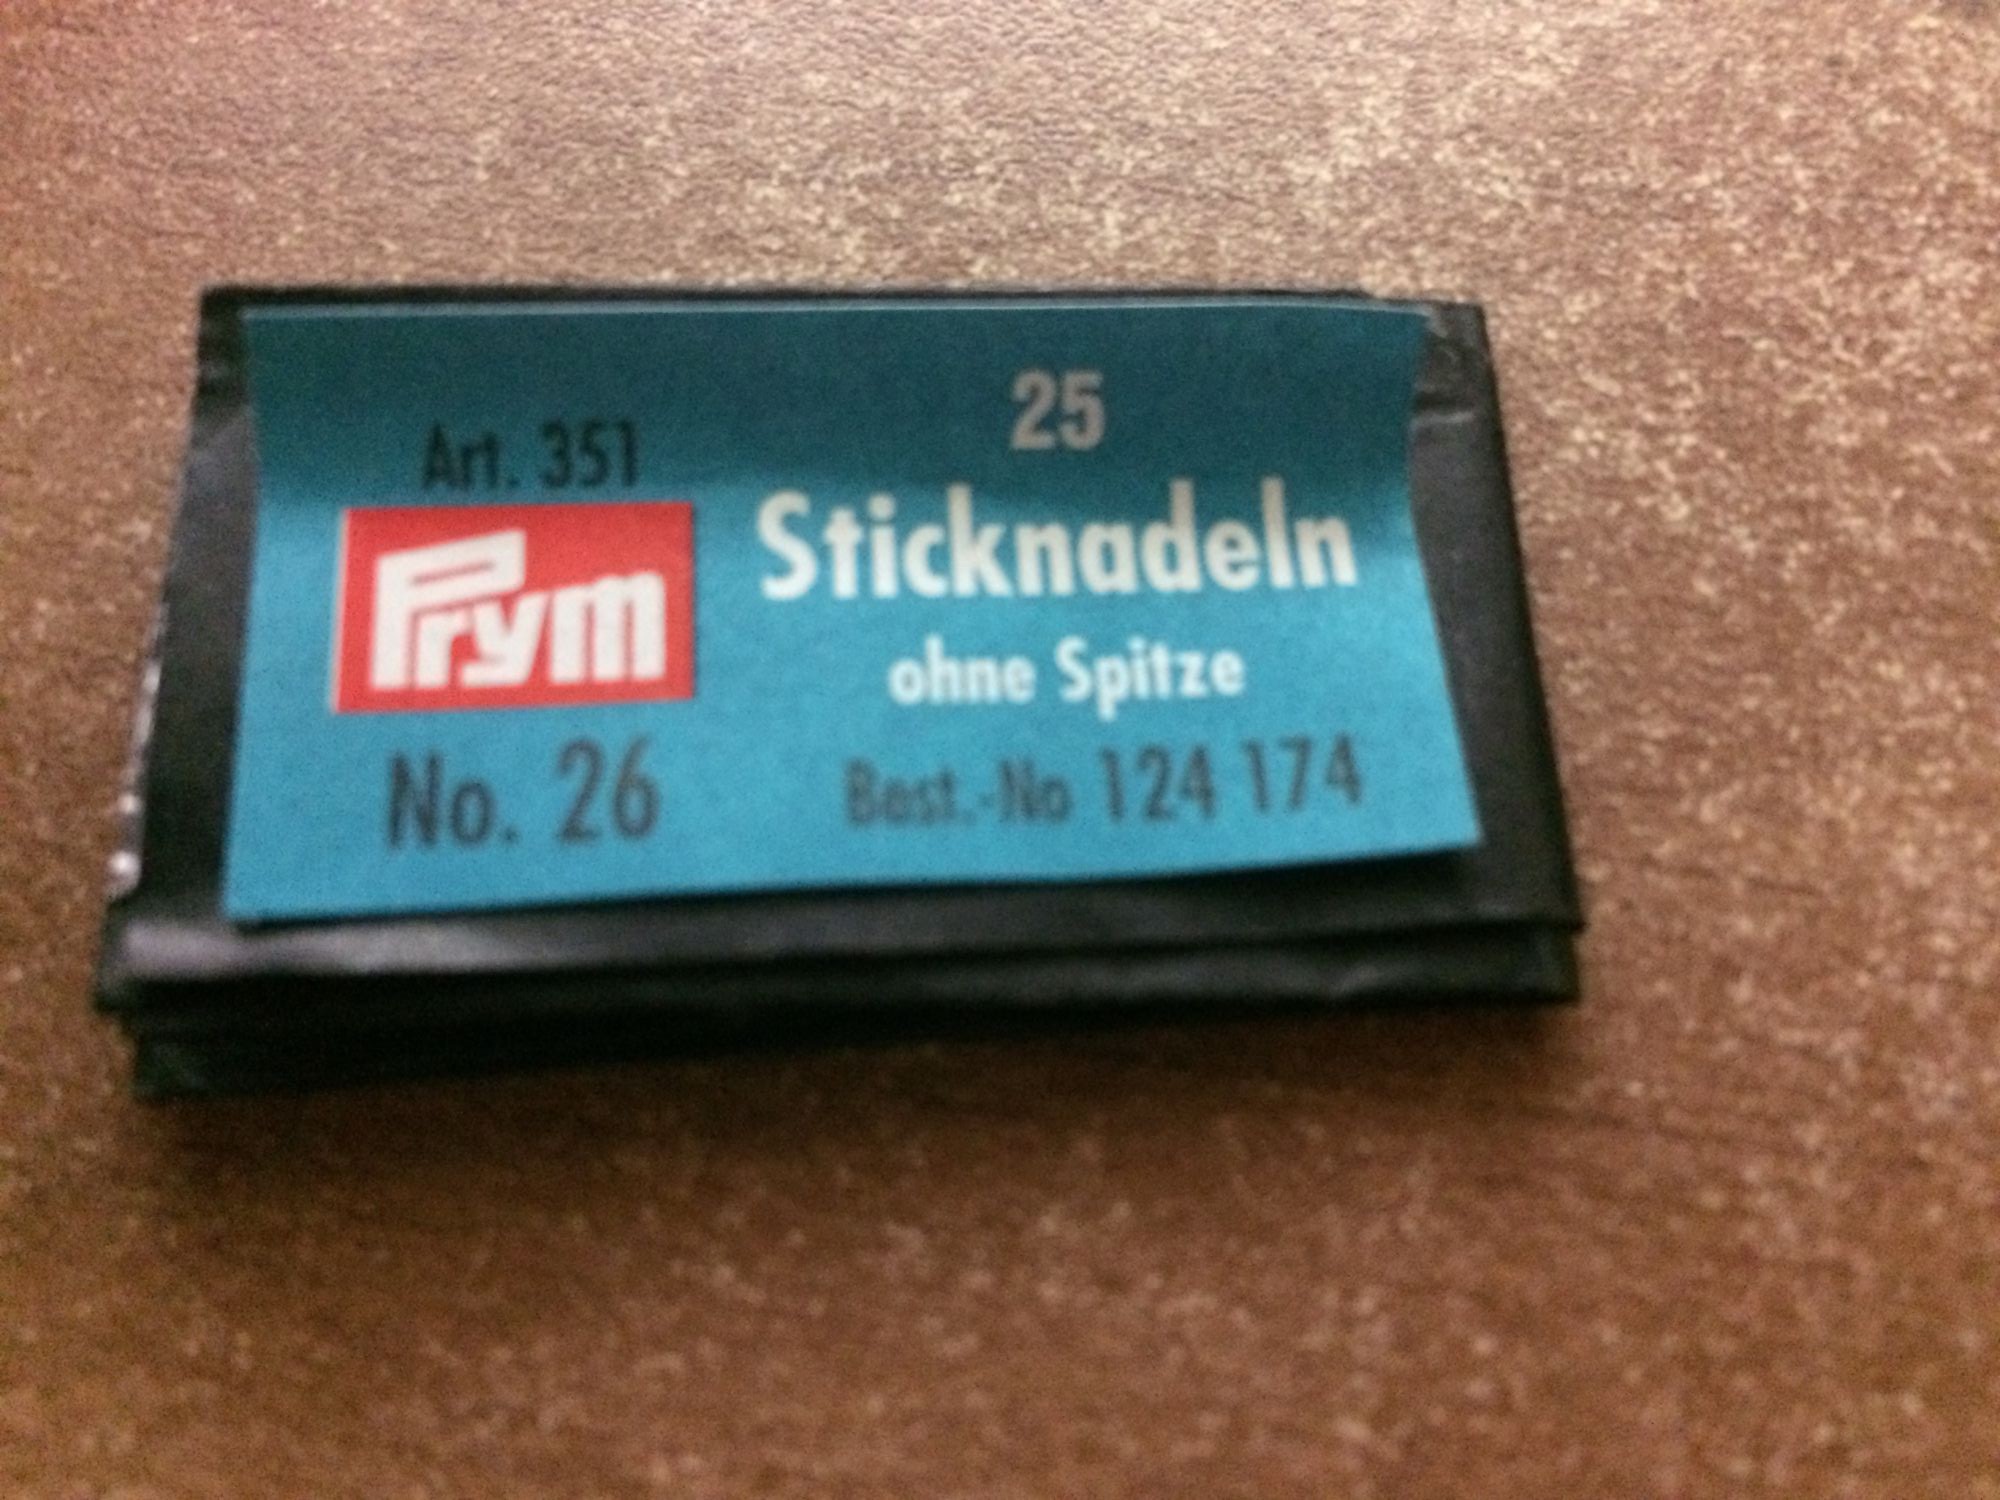 Art. 351
Prym
No. 26
25
Sticknadeln
ohne Spitze
Best.-No 124 174